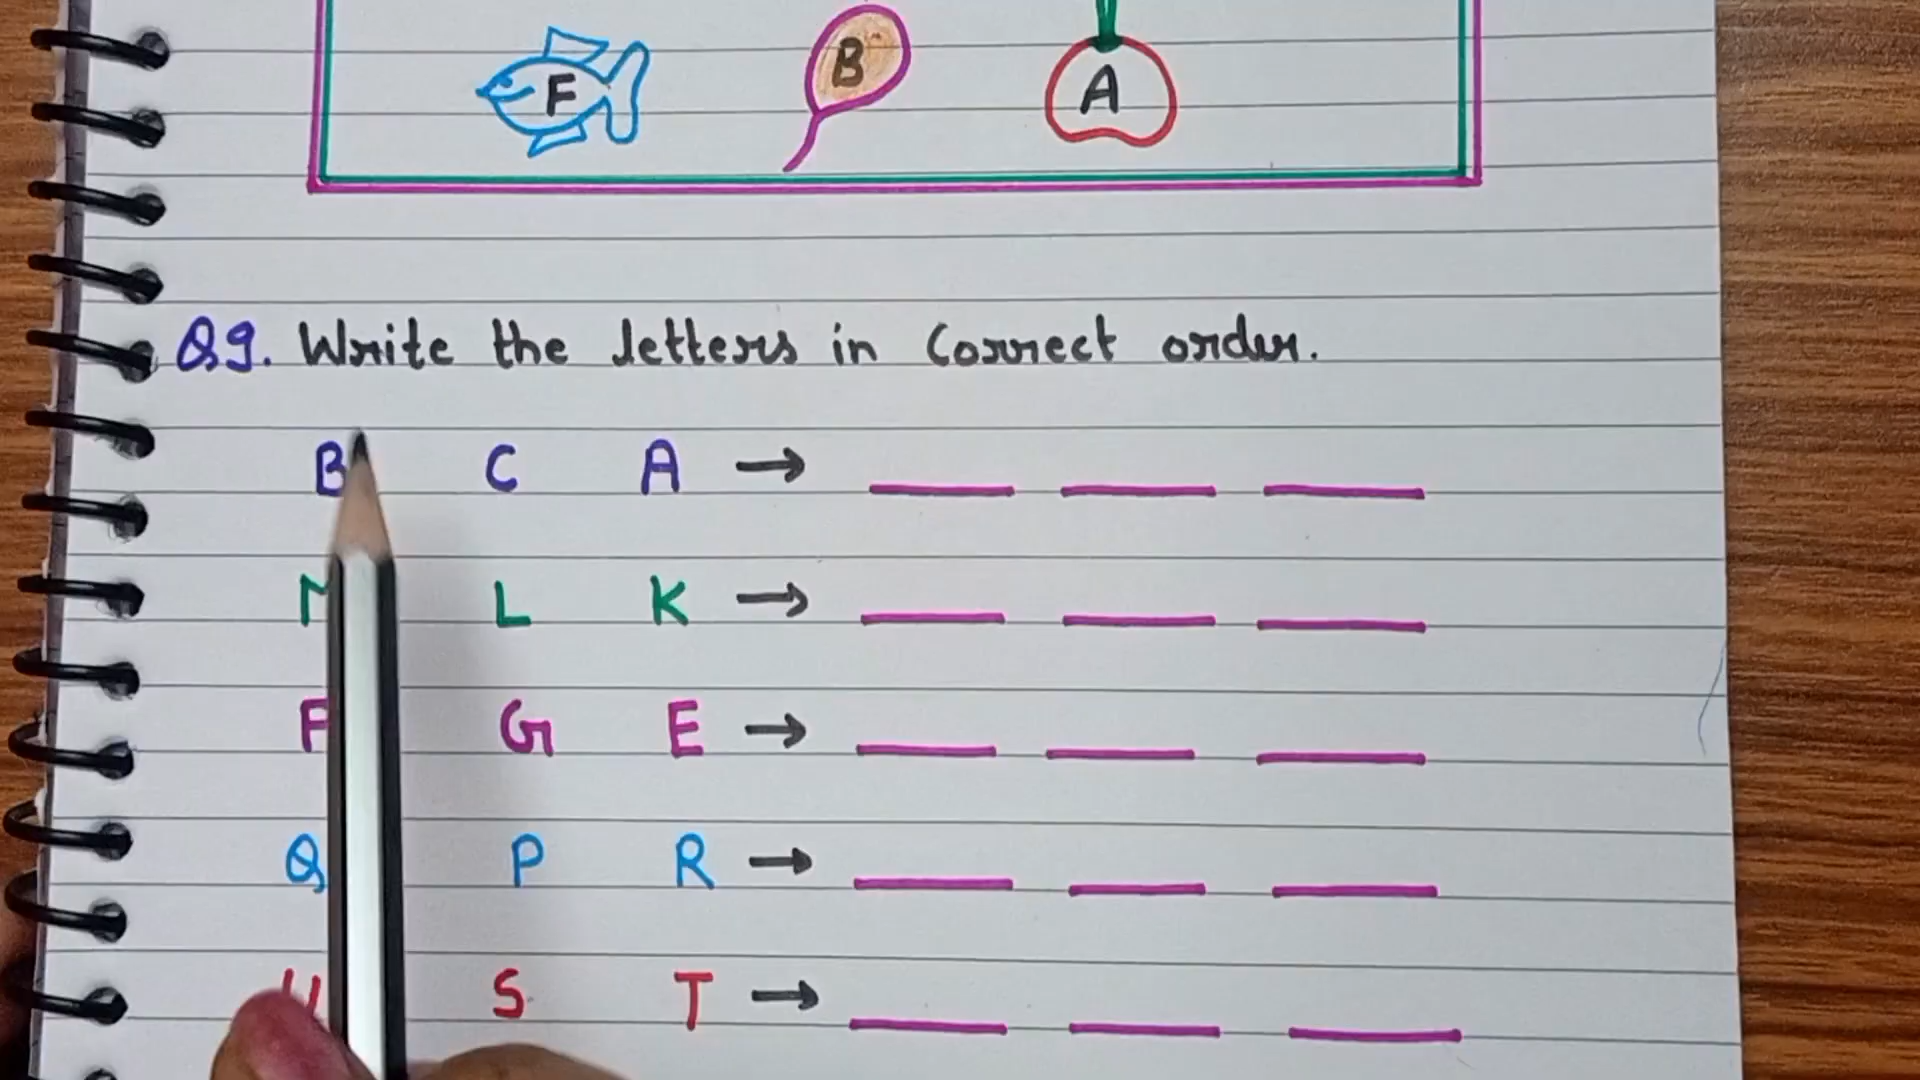 F B A
Q9. Write the letters in Correct order.
B C A →
L K →
F G E →
Q P R →
S T →